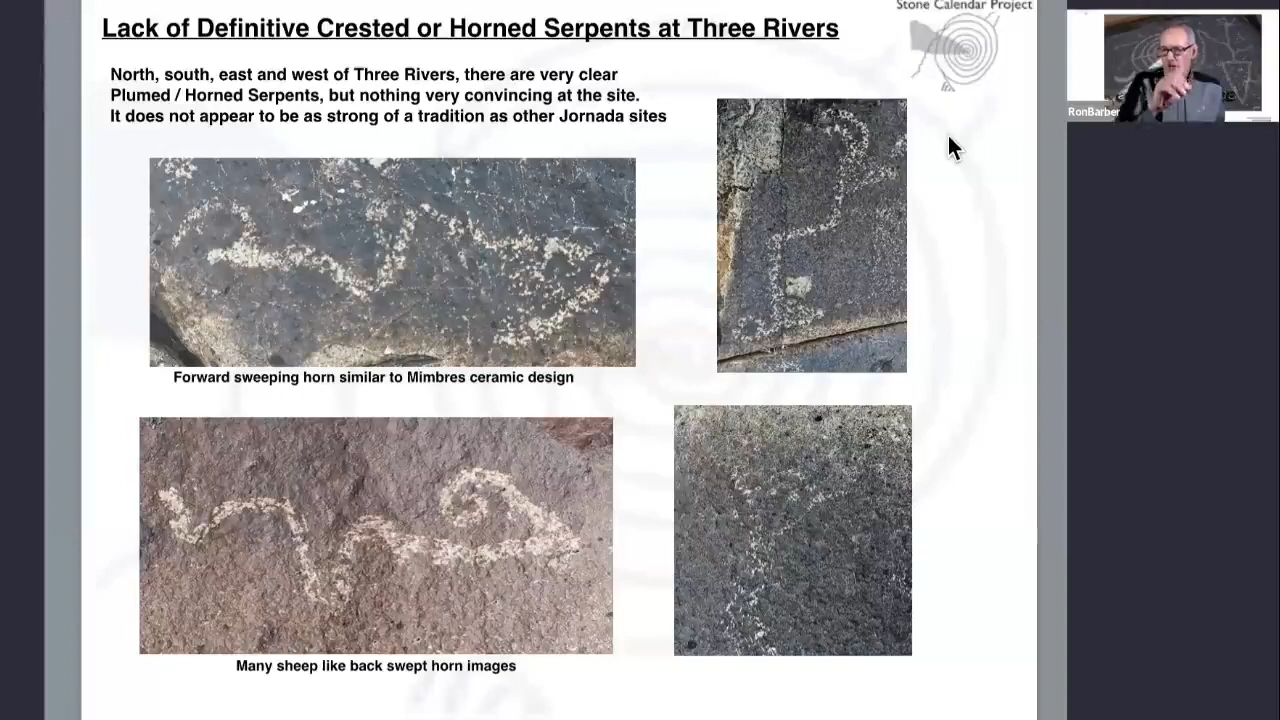 Stone Calendar Project
Lack of Definitive Crested or Horned Serpents at Three Rivers
North, south, east and west of Three Rivers, there are very clear
Plumed / Horned Serpents, but nothing very convincing at the site.
It does not appear to be as strong of a tradition as other Jornada sites
RonBarber
Forward sweeping horn similar to Mimbres ceramic design
Many sheep like back swept horn images